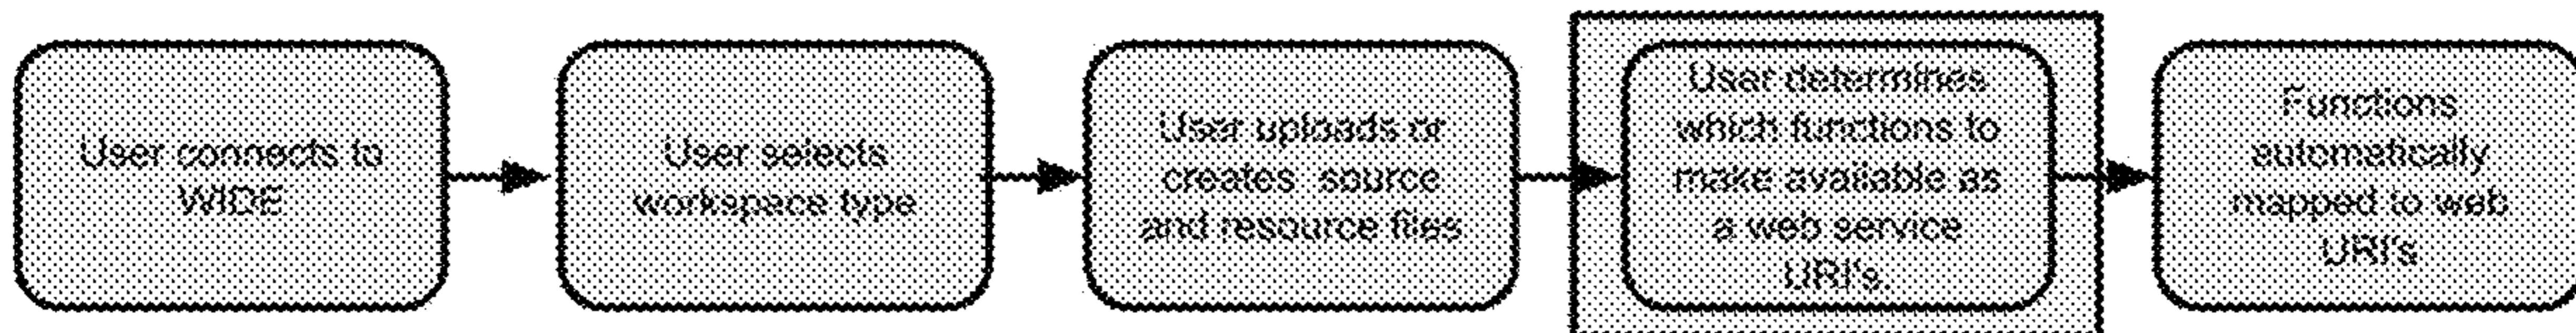 User connects to
WIDE
User selects
workspace type
User uploads or
creates source
and resource files
User determines
which functions to
make available as
a web service
URI's.
Functions
automatically
mapped to web
URI's